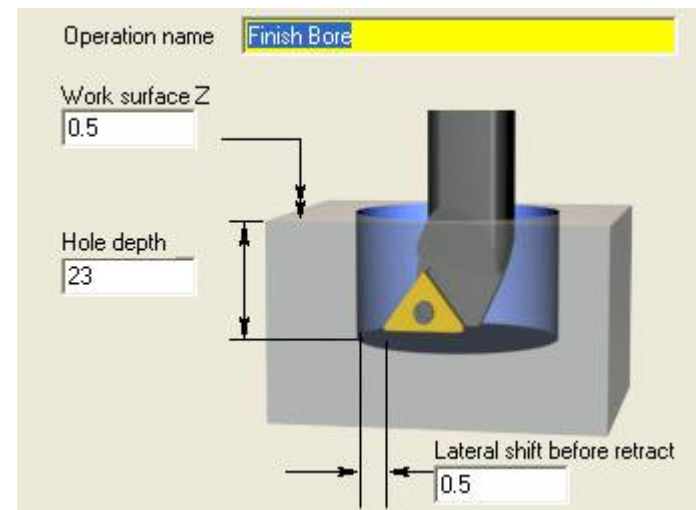 Operation name Finish Bore
Work surface Z
0.5
Hole depth
23
Lateral shift before retract
0.5